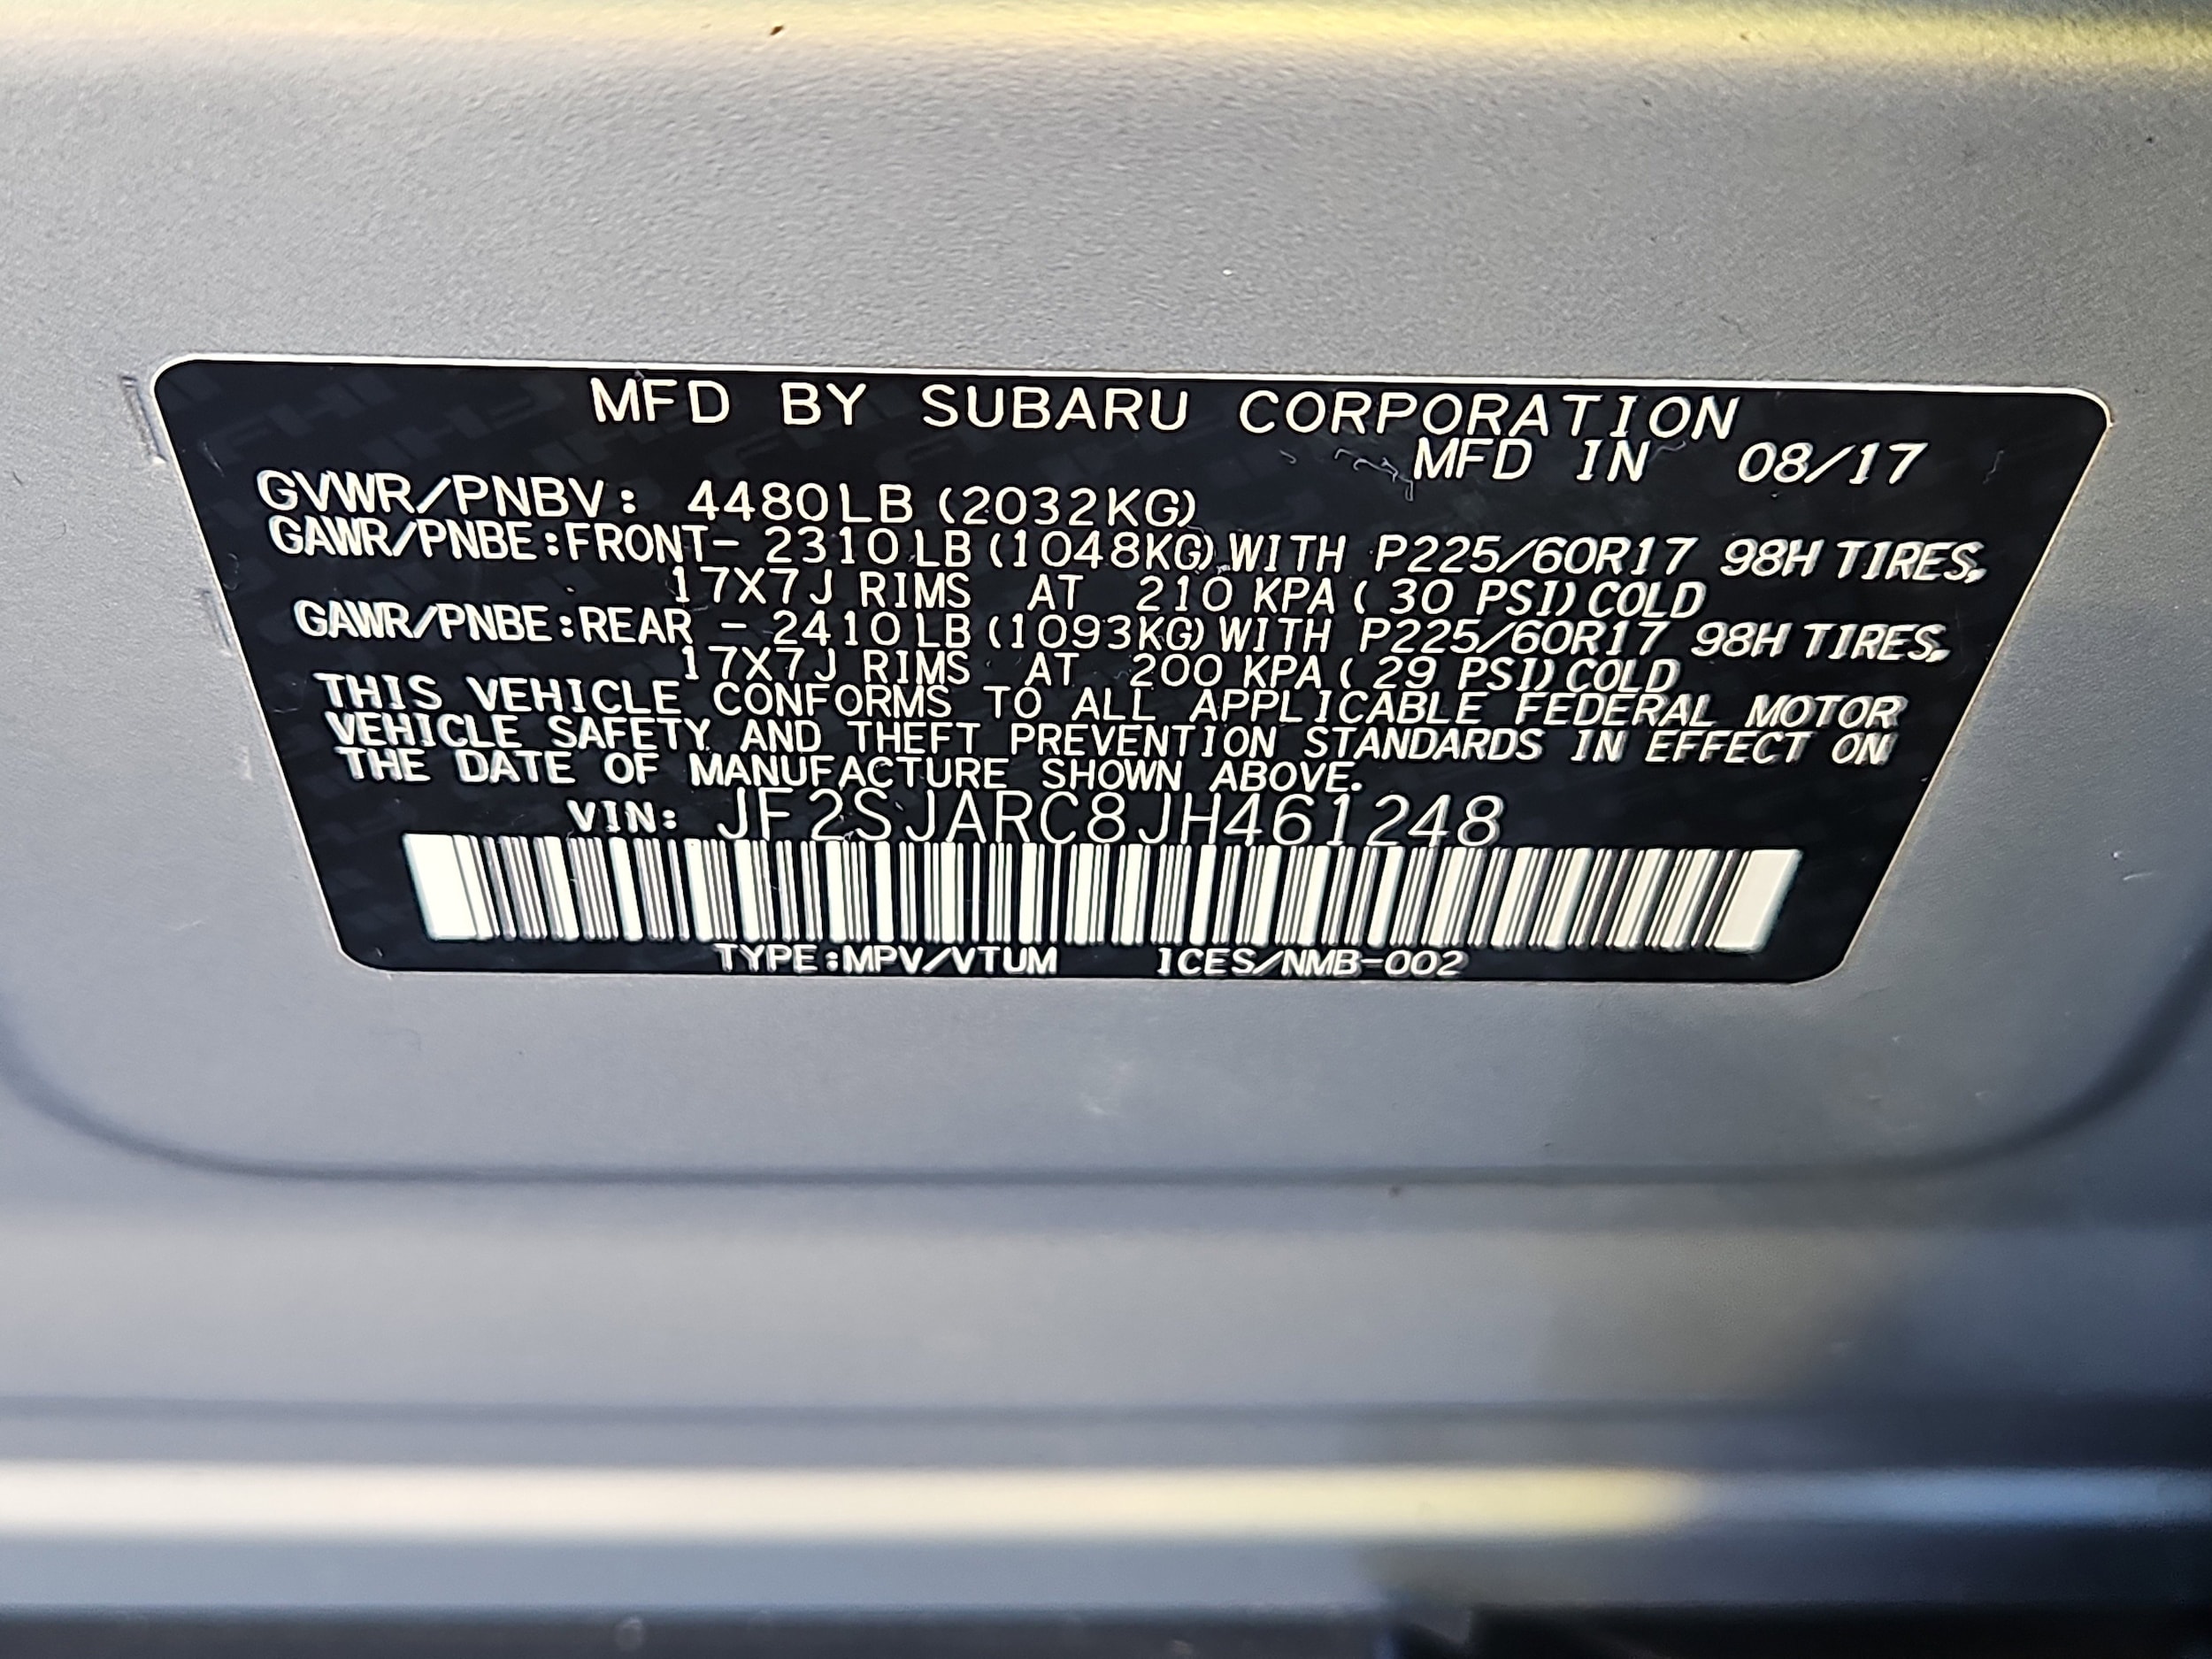 MFD BY SUBARU CORPORATION
MFD IN 08/17
GVWR/PNBV: 4480LB (2032KG)
GAWR/PNBE:FRONT- 2310LB (1048KG) WITH P225/60R17 98H TIRES,
17X7J RIMS AT 210 KPA ( 30 PSI) COLD
GAWR/PNBE:REAR - 2410LB (1093KG) WITH P225/60R17 98H TIRES,
17X7J RIMS AT 200 KPA ( 29 PSI) COLD
THIS VEHICLE CONFORMS TO ALL APPLICABLE FEDERAL MOTOR
VEHICLE SAFETY AND THEFT PREVENTION STANDARDS IN EFFECT ON
THE DATE OF MANUFACTURE SHOWN ABOVE.
VIN: JF2SJARC8JH461248
TYPE:MPV/VTUM 1CES/NMB-002